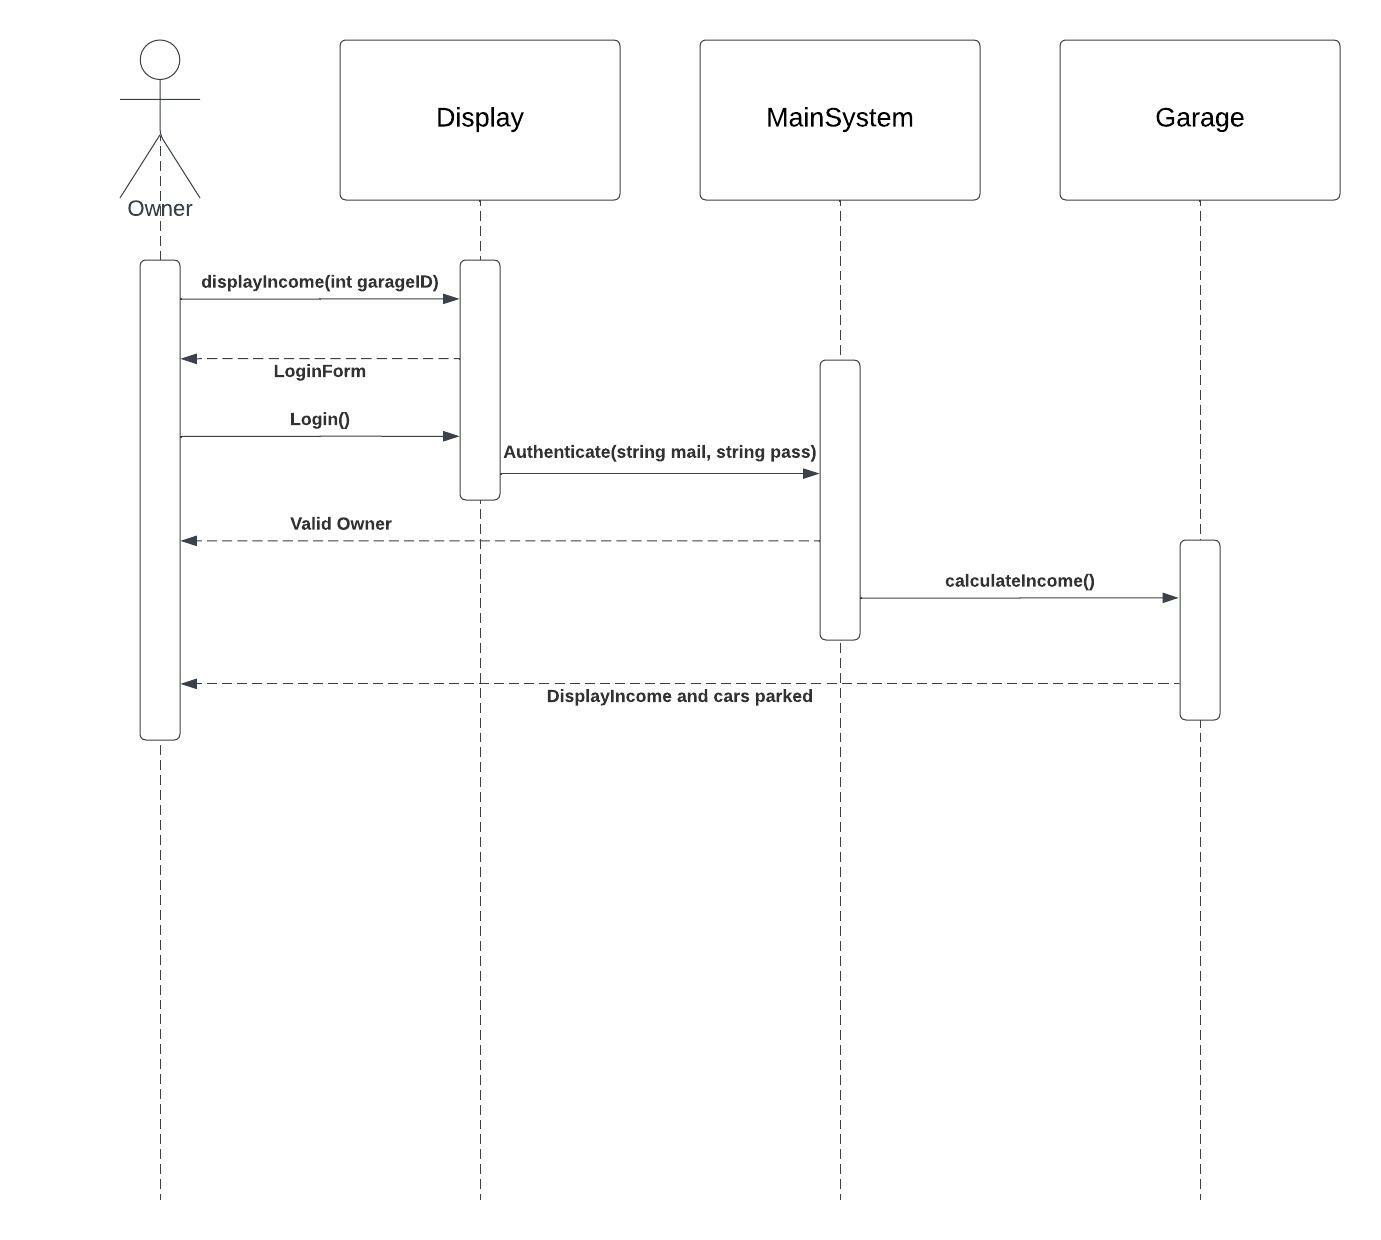 Display
MainSystem
Garage
Owner
displayIncome(int garageID)
LoginForm
Login()
Authenticate(string mail, string pass)
Valid Owner
calculateIncome()
DisplayIncome and cars parked